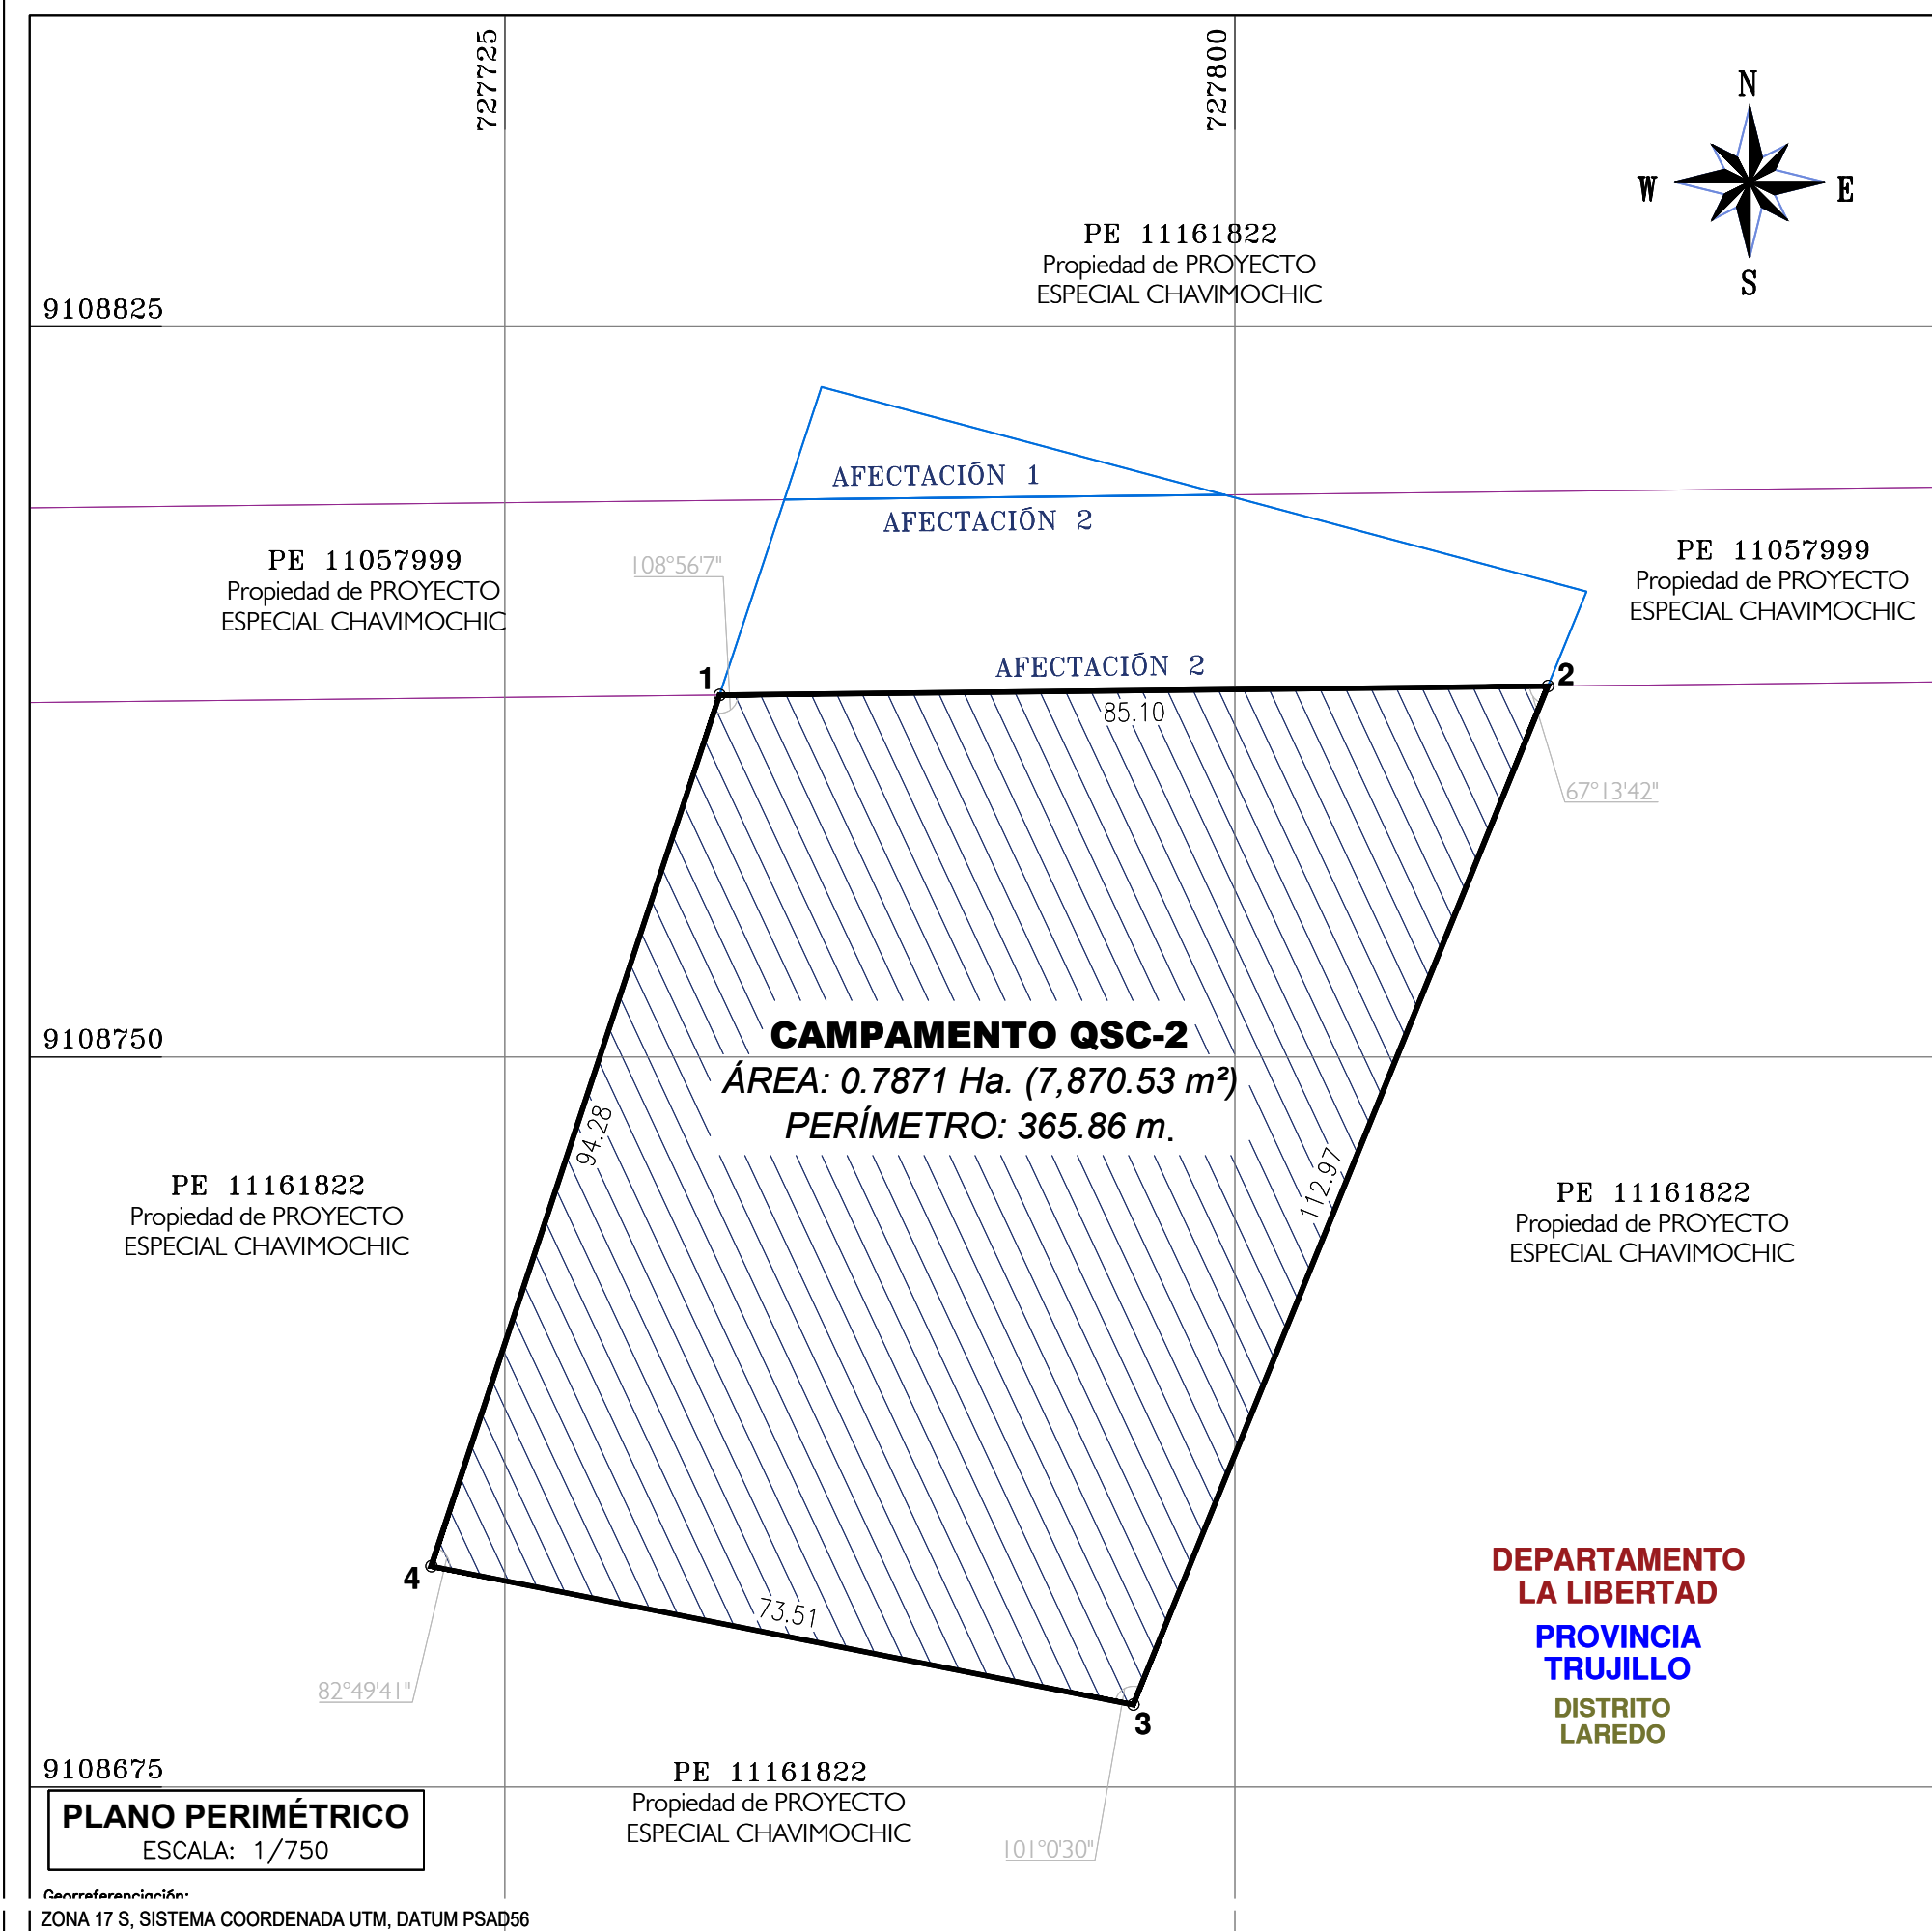 727725
727800
N
W E
S
PE 11161822
Propiedad de PROYECTO
ESPECIAL CHAVIMOCHIC
9108825
AFECTACIÓN 1
AFECTACIÓN 2
PE 11057999
Propiedad de PROYECTO
ESPECIAL CHAVIMOCHIC
108°56'7"
PE 11057999
Propiedad de PROYECTO
ESPECIAL CHAVIMOCHIC
1
AFECTACIÓN 2
2
85.10
67°13'42"
CAMPAMENTO QSC-2
ÁREA: 0.7871 Ha. (7,870.53 m²)
PERÍMETRO: 365.86 m.
9108750
94.28
112.97
PE 11161822
Propiedad de PROYECTO
ESPECIAL CHAVIMOCHIC
PE 11161822
Propiedad de PROYECTO
ESPECIAL CHAVIMOCHIC
4
73.51
3
82°49'41"
101°0'30"
DEPARTAMENTO
LA LIBERTAD
PROVINCIA
TRUJILLO
DISTRITO
LAREDO
9108675
PE 11161822
Propiedad de PROYECTO
ESPECIAL CHAVIMOCHIC
PLANO PERIMÉTRICO
ESCALA: 1/750
Georreferenciación:
ZONA 17 S, SISTEMA COORDENADA UTM, DATUM PSAD56